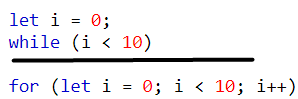 let i = 0;
while (i < 10)
for (let i = 0; i < 10; i++)